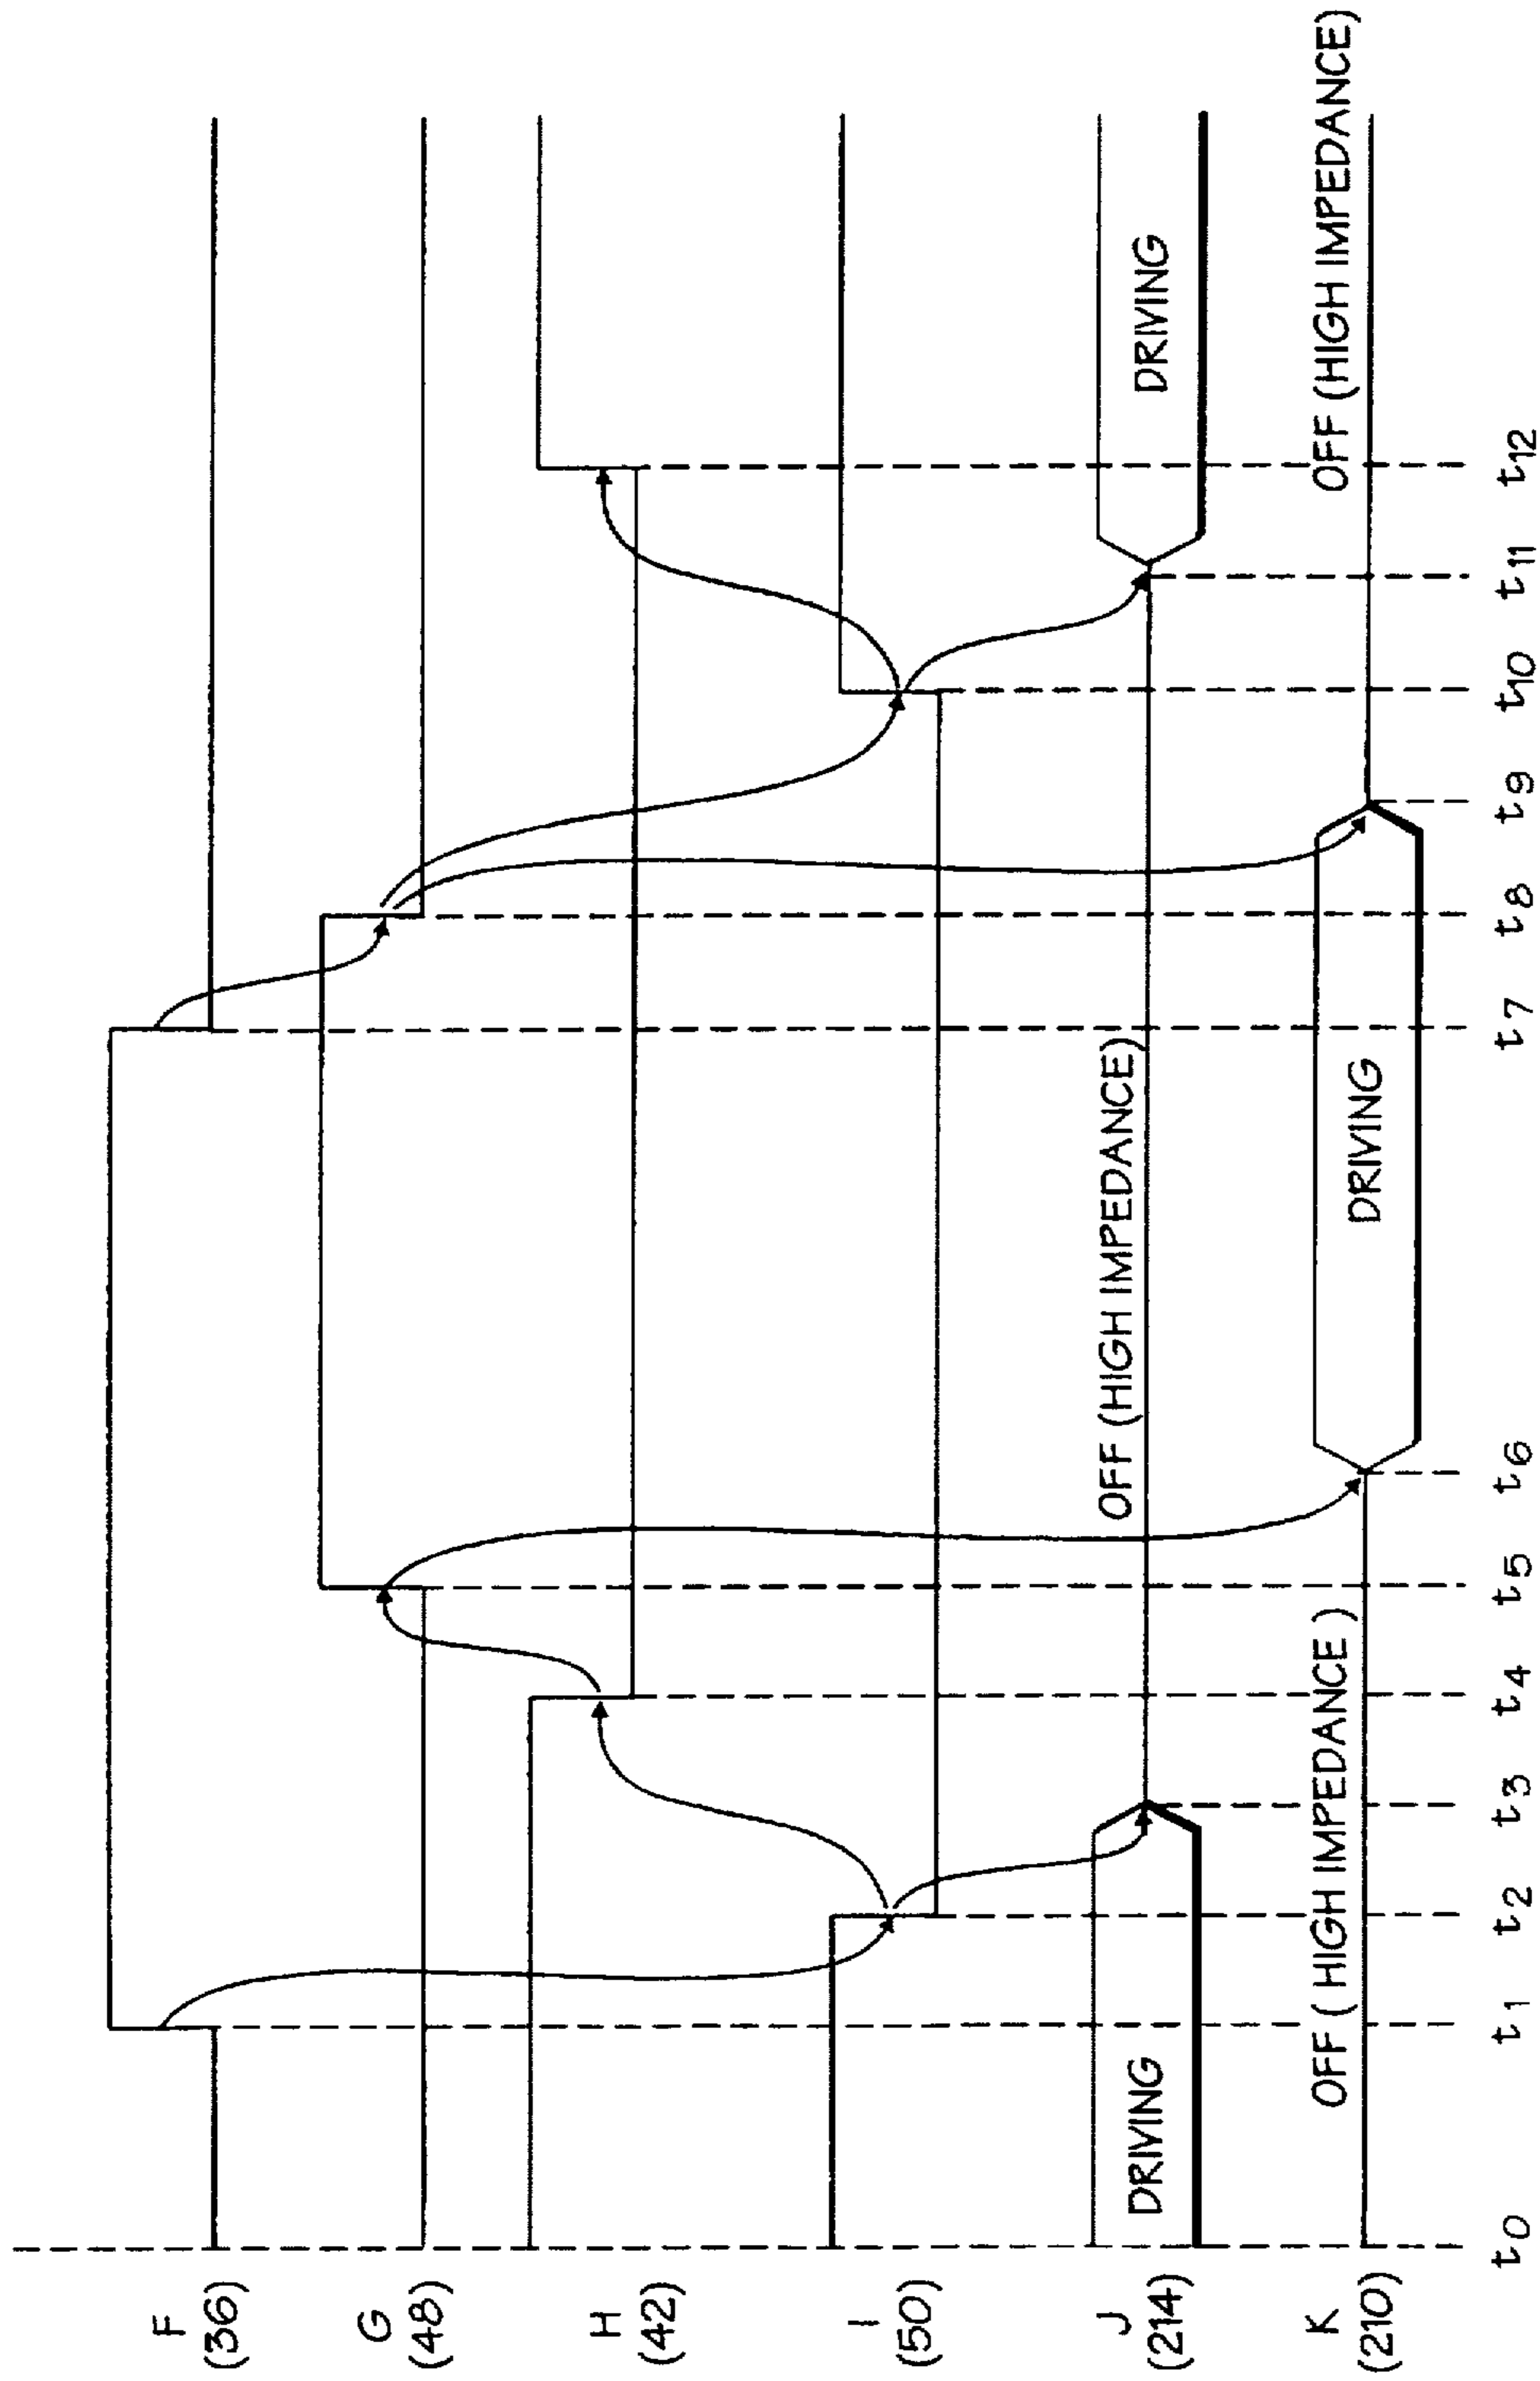 F
(36)
G
(48)
H
(42)
I
(50)
J
(214)
DRIVING
OFF (HIGH IMPEDANCE)
DRIVING
K
(210)
OFF ( HIGH IMPEDANCE )
DRIVING
OFF (HIGH IMPEDANCE)
t0 t1 t2 t3 t4 t5 t6 t7 t8 t9 t10 t11 t12